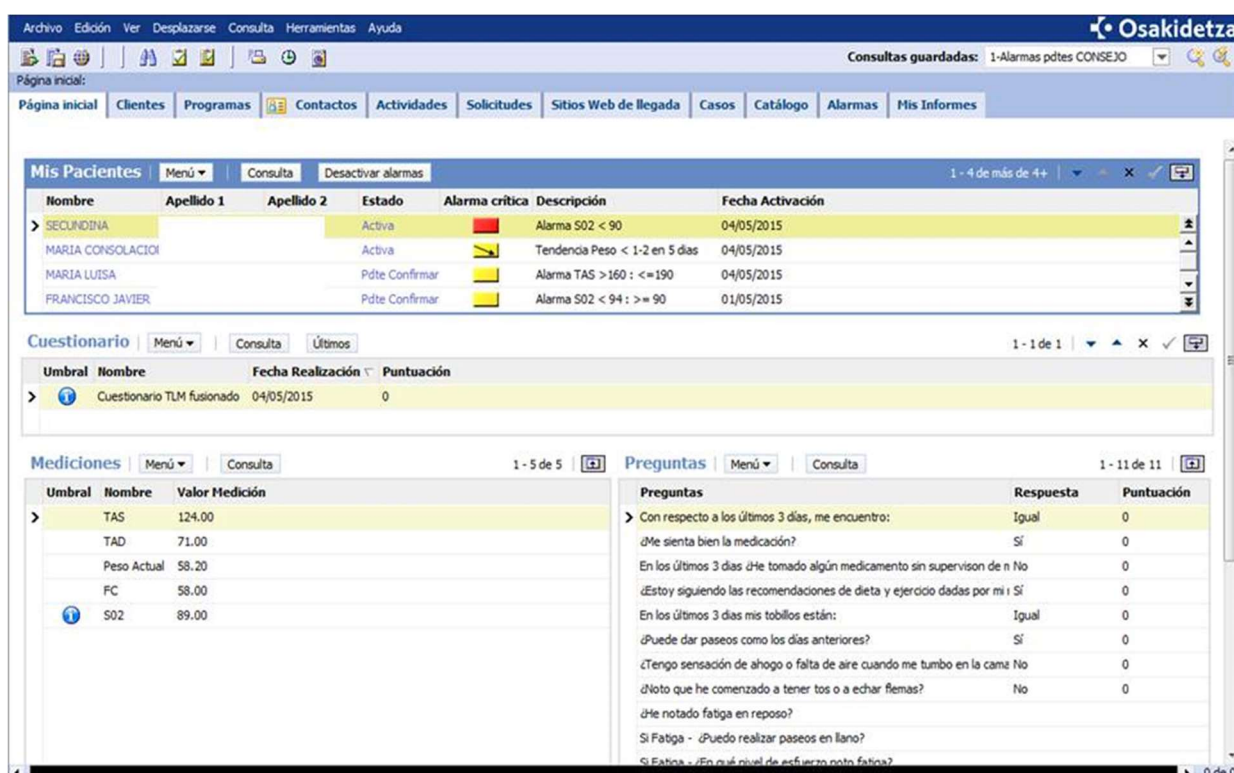 Archivo Edición Ver Desplazarse Consulta Herramientas Ayuda
Osakidetza
Consultas guardadas: 1-Alarmas pdtes CONSEJO
Página inicial:
Página inicial Clientes Programas Contactos Actividades Solicitudes Sitios Web de llegada Casos Catálogo Alarmas Mis Informes
Mis Pacientes Menú Consulta Desactivar alarmas 1 - 4 de más de 4+
Nombre Apellido 1 Apellido 2 Estado Alarma crítica Descripción Fecha Activación
SECUNDINA Activa Alarma S02 < 90 04/05/2015
MARIA CONSOLACIO Activa Tendencia Peso < 1-2 en 5 dias 04/05/2015
MARIA LUISA Pdte Confirmar Alarma TAS >160 : <=190 04/05/2015
FRANCISCO JAVIER Pdte Confirmar Alarma S02 < 94 : >= 90 01/05/2015
Cuestionario Menú Consulta Últimos 1 - 1 de 1
Umbral Nombre Fecha Realización Puntuación
Cuestionario TLM fusionado 04/05/2015 0
Mediciones Menú Consulta 1 - 5 de 5
Umbral Nombre Valor Medición
TAS 124.00
TAD 71.00
Peso Actual 58.20
FC 58.00
S02 89.00
Preguntas Menú Consulta 1 - 11 de 11
Preguntas Respuesta Puntuación
Con respecto a los últimos 3 días, me encuentro: Igual 0
¿Me sienta bien la medicación? Sí 0
En los últimos 3 dias ¿He tomado algún medicamento sin supervison de No 0
¿Estoy siguiendo las recomendaciones de dieta y ejercicio dadas por mi Sí 0
En los últimos 3 dias mis tobillos están: Igual 0
¿Puede dar paseos como los días anteriores? Sí 0
¿Tengo sensación de ahogo o falta de aire cuando me tumbo en la cama No 0
¿Noto que he comenzado a tener tos o a echar flemas? No 0
¿He notado fatiga en reposo?
Si Fatiga - ¿Puedo realizar paseos en llano?
Si Fatiga - ¿En qué nivel de esfuerzo noto fatiga?